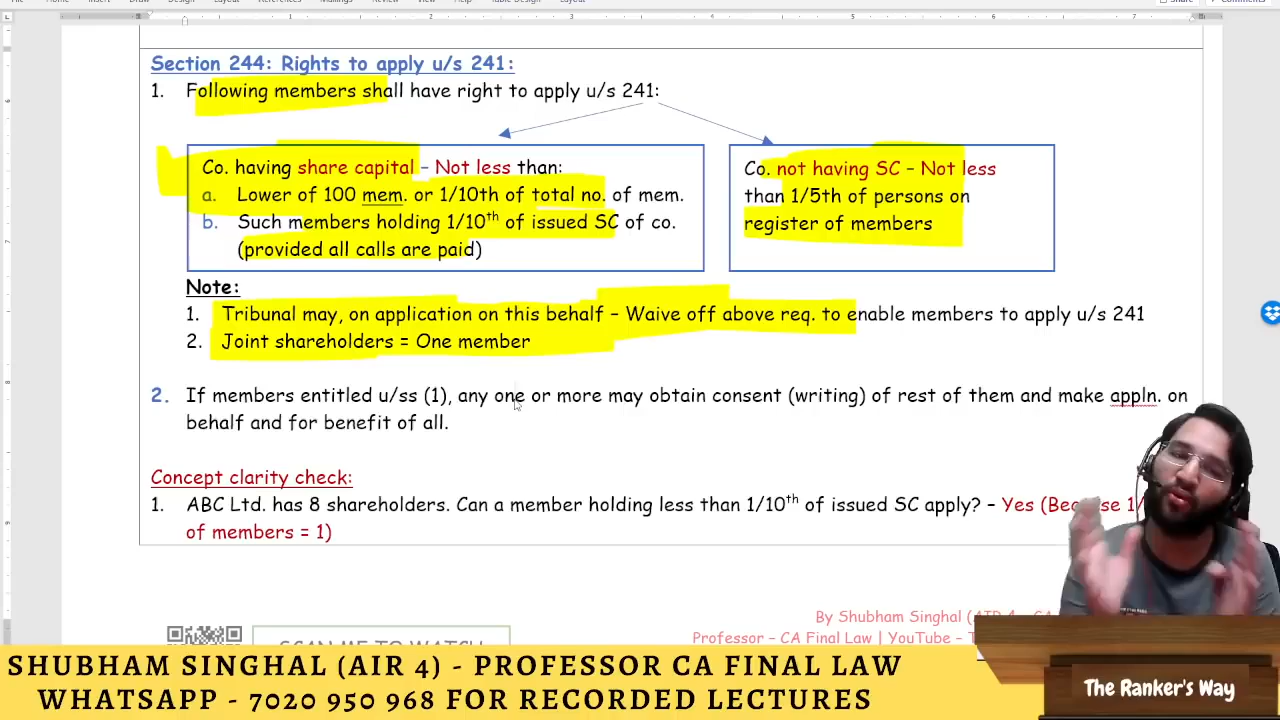 Section 244: Rights to apply u/s 241:
1. Following members shall have right to apply u/s 241:
Co. having share capital – Not less than:
a. Lower of 100 mem. or 1/10th of total no. of mem.
b. Such members holding 1/10th of issued SC of co.
(provided all calls are paid)
Co. not having SC – Not less
than 1/5th of persons on
register of members
Note:
1. Tribunal may, on application on this behalf – Waive off above req. to enable members to apply u/s 241
2. Joint shareholders = One member
2. If members entitled u/ss (1), any one or more may obtain consent (writing) of rest of them and make appln. on
behalf and for benefit of all.
Concept clarity check:
1. ABC Ltd. has 8 shareholders. Can a member holding less than 1/10th of issued SC apply? – Yes (Because
of members = 1)
By Shubham Singhal
Professor – CA Final Law | YouTube –
SCAN ME TO WATCH
SHUBHAM SINGHAL (AIR 4) - PROFESSOR CA FINAL LAW
WHATSAPP - 7020 950 968 FOR RECORDED LECTURES
The Ranker's Way